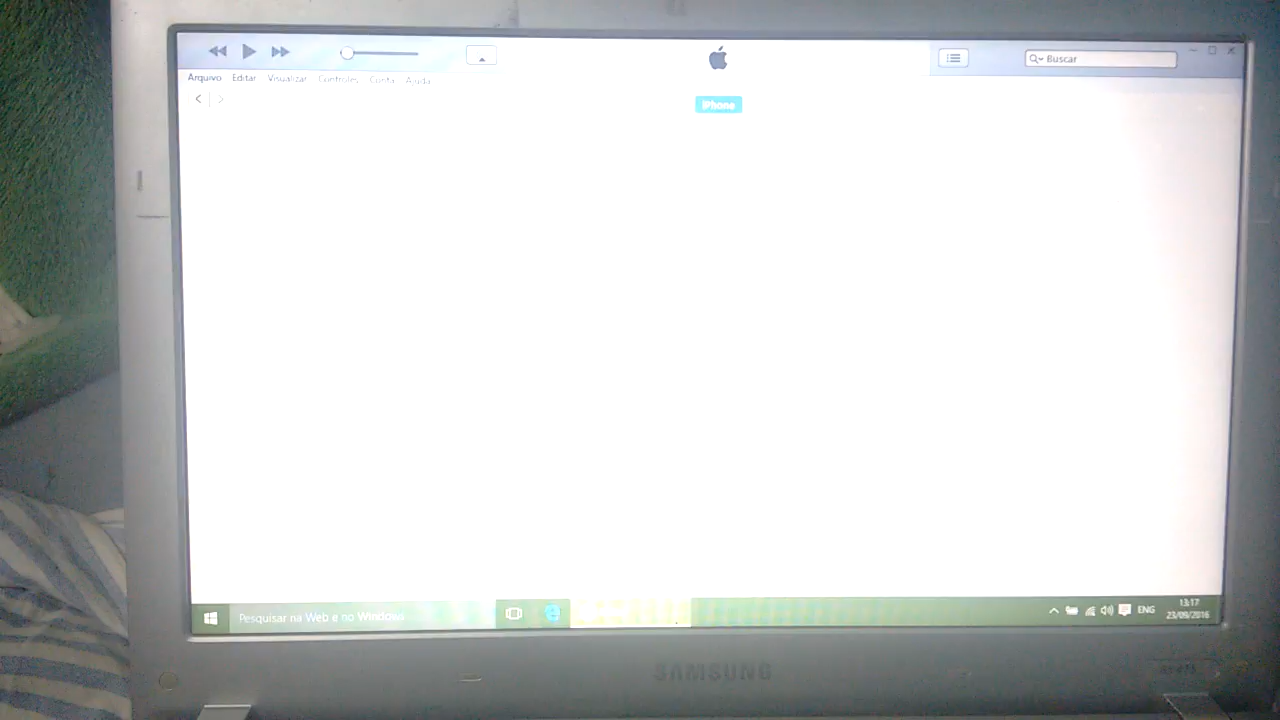 Buscar
Arquivo Editar Visualizar Controles Conta Ajuda
iPhone
Pesquisar na Web e no Windows
ENG
13:17
23/09/2016
SAMSUNG